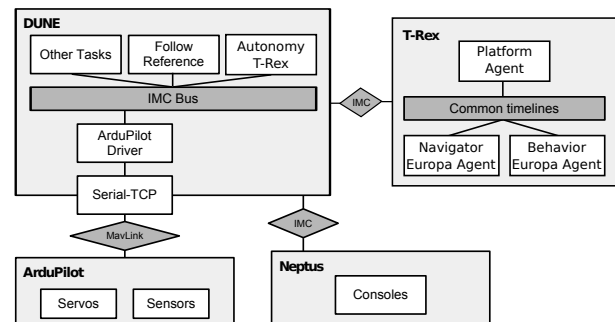 DUNE
Other Tasks
Follow
Reference
Autonomy
T-Rex
IMC Bus
ArduPilot
Driver
Serial-TCP
MavLink
ArduPilot
Servos
Sensors
IMC
T-Rex
Platform
Agent
Common timelines
Navigator
Europa Agent
Behavior
Europa Agent
IMC
Neptus
Consoles